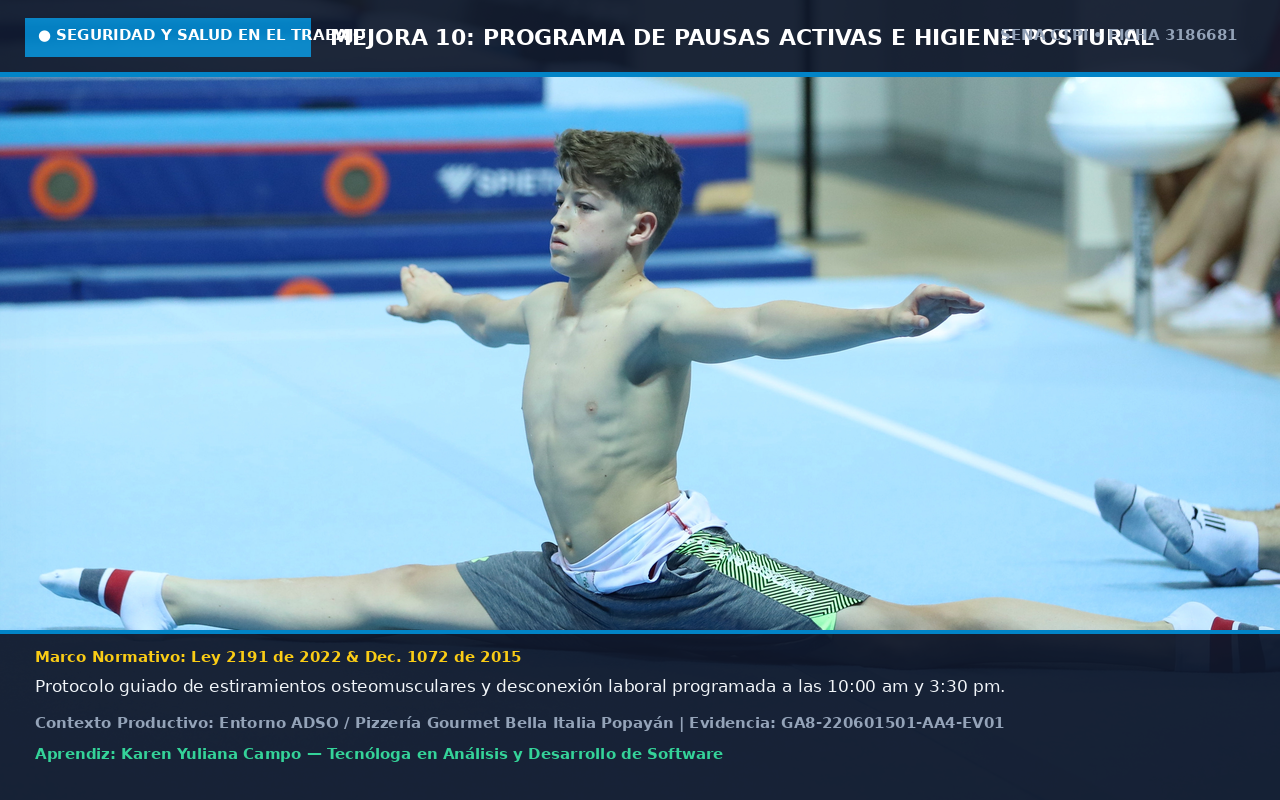 ● SEGURIDAD Y SALUD EN EL TRABAJO
MEJORA 10: PROGRAMA DE PAUSAS ACTIVAS E HIGIENE POSTURAL
FICHA 3186681
SPIET
Marco Normativo: Ley 2191 de 2022 & Dec. 1072 de 2015
Protocolo guiado de estiramientos osteomusculares y desconexión laboral programada a las 10:00 am y 3:30 pm.
Contexto Productivo: Entorno ADSO / Pizzería Gourmet Bella Italia Popayán | Evidencia: GA8-220601501-AA4-EV01
Aprendiz: Karen Yuliana Campo — Tecnóloga en Análisis y Desarrollo de Software